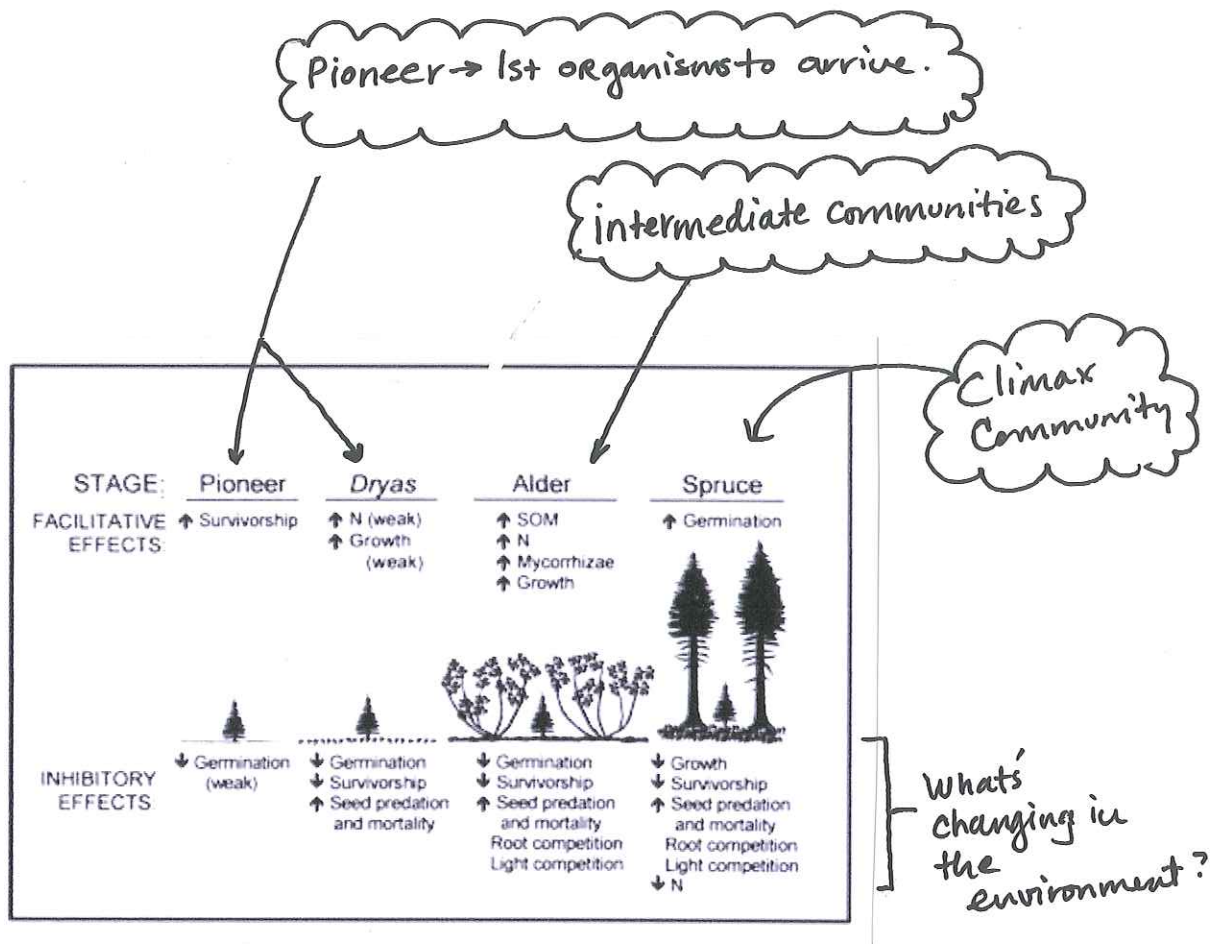 Pioneer → 1st organisms to arrive.
intermediate communities
Climax
Community
STAGE: Pioneer Dryas Alder Spruce
FACILITATIVE EFFECTS:
↑ Survivorship
↑ N (weak)
↑ Growth
(weak)
↑ SOM
↑ N
↑ Mycorrhizae
↑ Growth
↑ Germination
INHIBITORY
EFFECTS
↓ Germination
(weak)
↓ Germination
↓ Survivorship
↑ Seed predation
and mortality
↓ Germination
↓ Survivorship
↑ Seed predation
and mortality
Root competition
Light competition
↓ Growth
↓ Survivorship
↑ Seed predation
and mortality
Root competition
Light competition
↓ N
What's
changing in
the
environment?